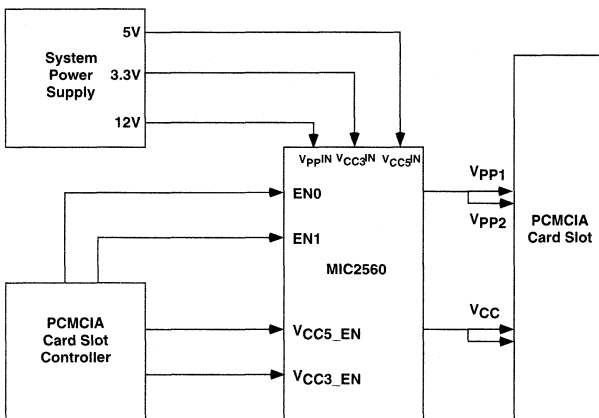 System
Power
Supply
5V
3.3V
12V
VPPIN VCC3IN VCC5IN
EN0
EN1
MIC2560
VCC5_EN
VCC3_EN
PCMCIA
Card Slot
Controller
VPP1
VPP2
VCC
PCMCIA
Card Slot